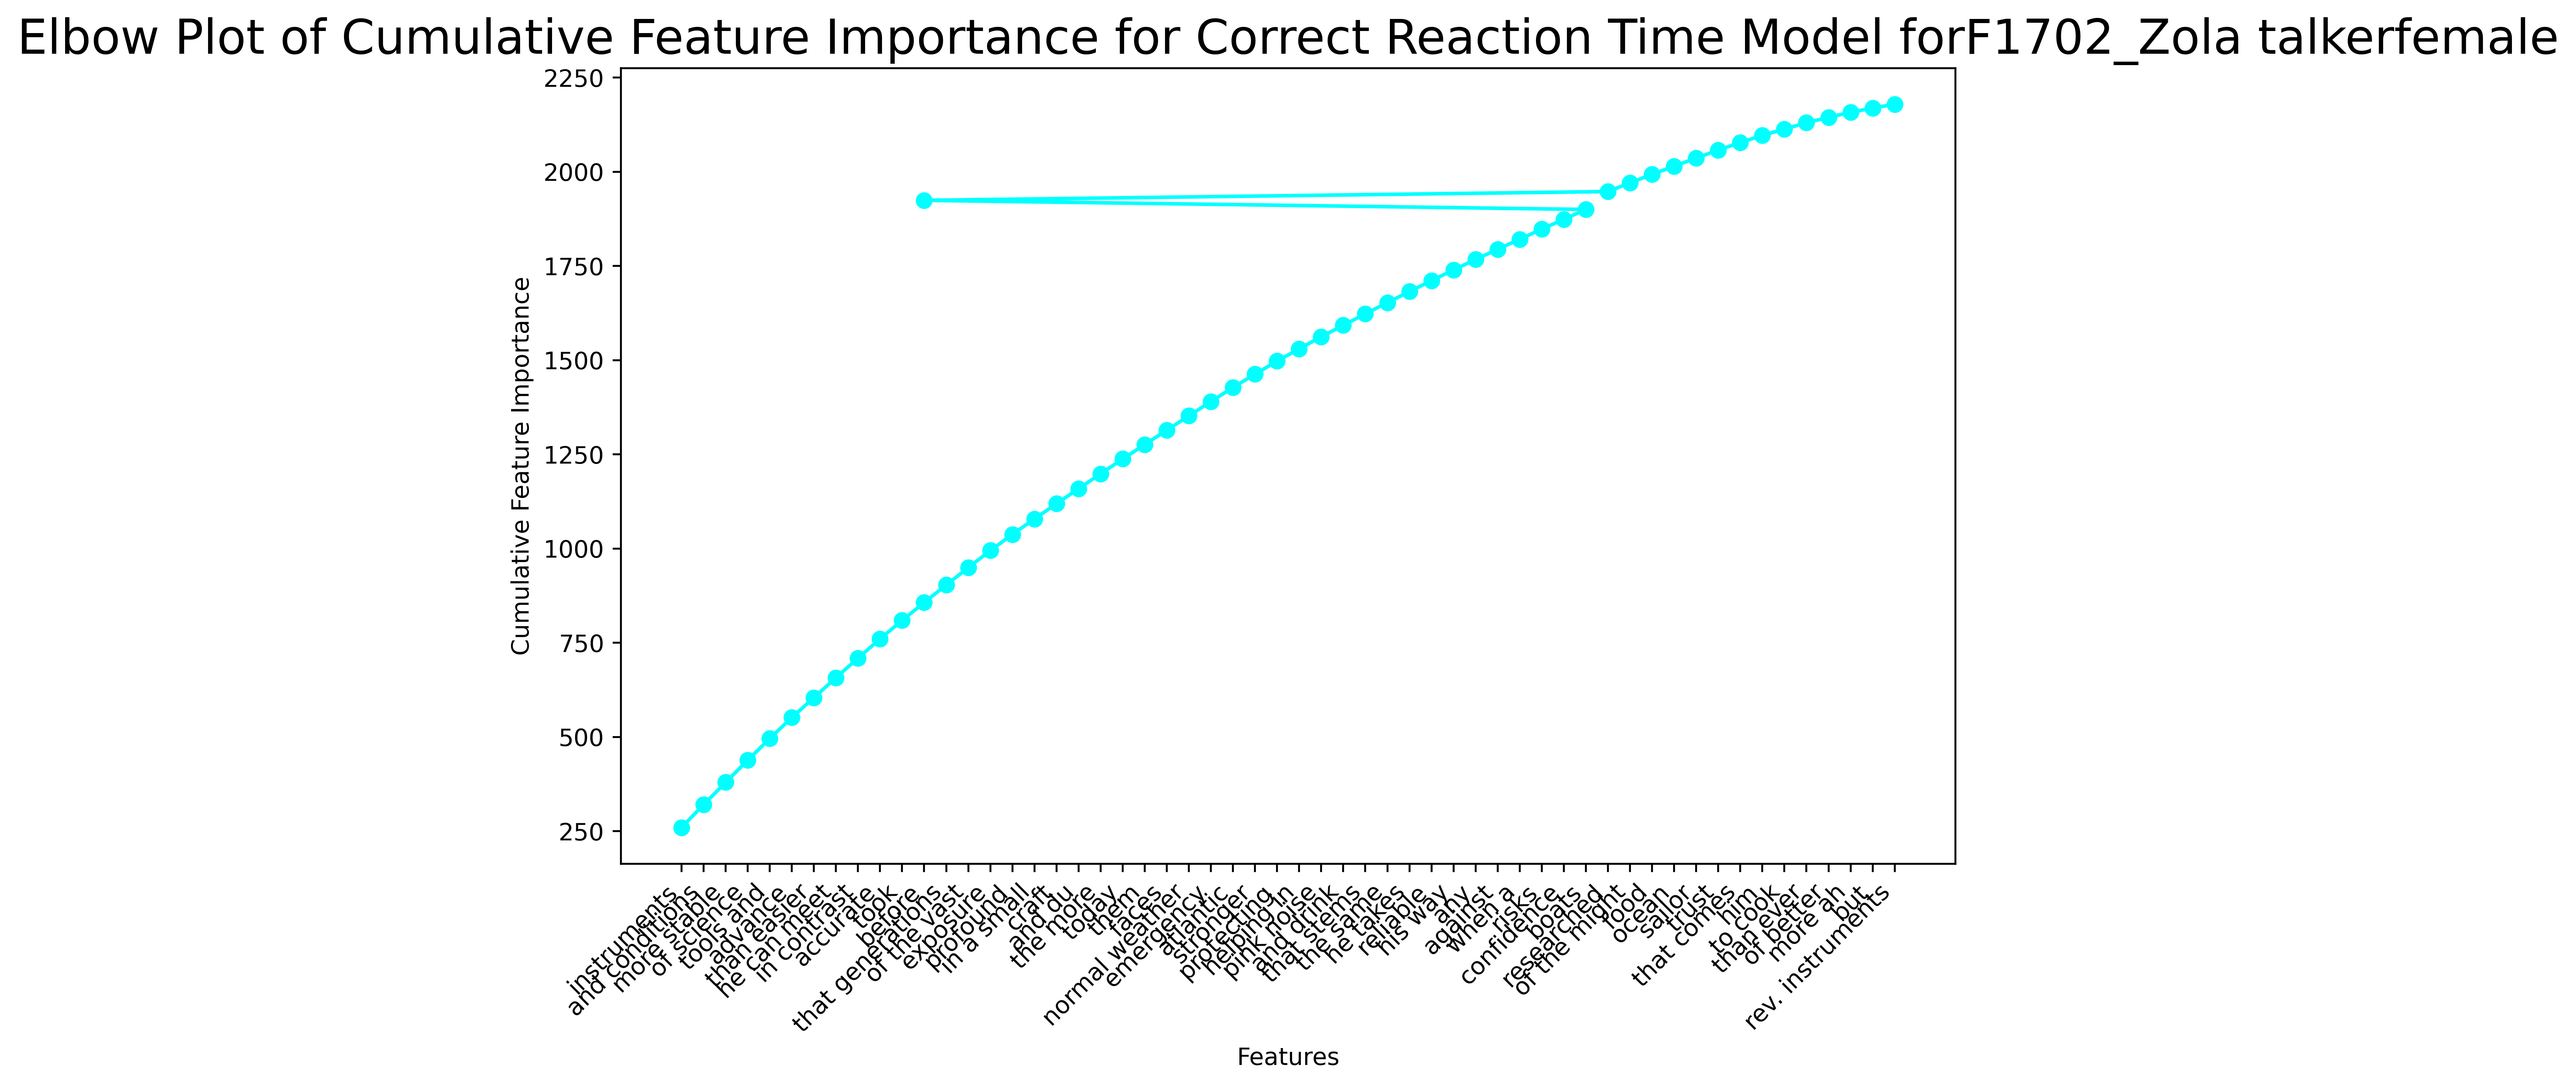 Elbow Plot of Cumulative Feature Importance for Correct Reaction Time Model forF1702_Zola talkerfemale
Cumulative Feature Importance
2250
2000
1750
1500
1250
1000
750
500
250
instruments
and conditions
more stable
of science
tools and
advance
than easier
he can meet
in contrast
accurate
took
before
that generations
of the vast
exposure
profound
in a small
craft
and du
the more
today
them
faces
normal weather
emergency.
atlantic
stronger
protecting
helping in
pink noise
and drink
that stems
the same
he takes
reliable
his way
any
against
when a
risks
confidence
boats
researched
of the might
food
ocean
sailor
trust
that comes
him
to cook
than ever
of better
more ah
but
rev. instruments
Features